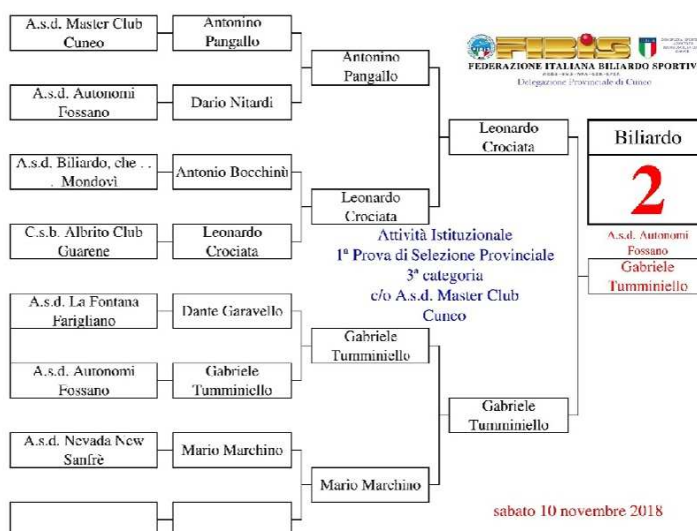 A.s.d. Master Club
Cuneo
Antonino
Pangallo
A.s.d. Autonomi
Fossano
Dario Nitardi
Antonino
Pangallo
A.s.d. Biliardo, che . .
. Mondovì
Antonio Bocchinù
C.s.b. Albrito Club
Guarene
Leonardo
Crociata
Leonardo
Crociata
Leonardo
Crociata
A.s.d. La Fontana
Farigliano
Dante Garavello
A.s.d. Autonomi
Fossano
Gabriele
Tumminiello
Gabriele
Tumminiello
A.s.d. Nevada New
Sanfrè
Mario Marchino
Mario Marchino
Gabriele
Tumminiello
FIBIS
FEDERAZIONE ITALIANA BILIARDO SPORTIVO
Delegazione Provinciale di Cuneo
Biliardo
2
A.s.d. Autonomi
Fossano
Gabriele
Tumminiello
Attività Istituzionale
1ª Prova di Selezione Provinciale
3ª categoria
c/o A.s.d. Master Club
Cuneo
sabato 10 novembre 2018